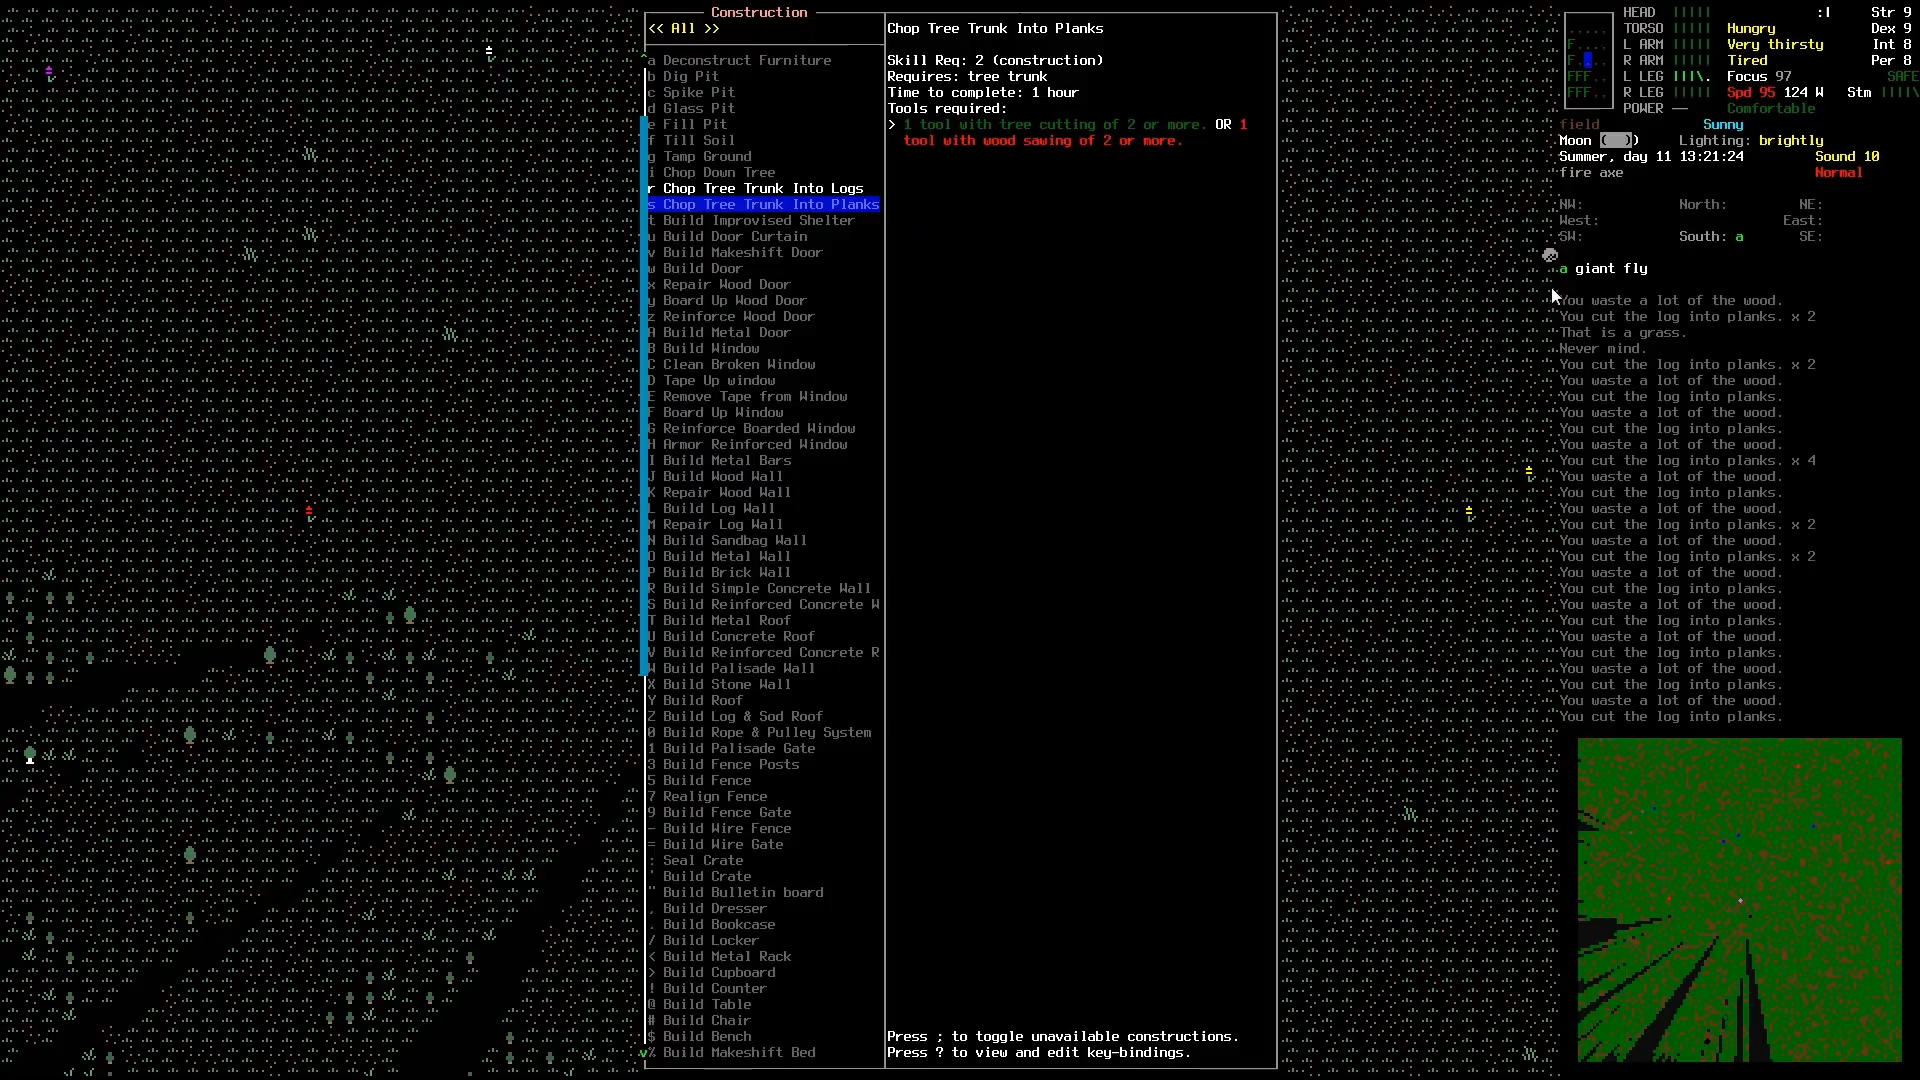 Construction
<< All >>
a Deconstruct Furniture
b Dig Pit
c Spike Pit
d Glass Pit
e Fill Pit
f Till Soil
g Tamp Ground
i Chop Down Tree
r Chop Tree Trunk Into Logs
s Chop Tree Trunk Into Planks
t Build Improvised Shelter
u Build Door Curtain
v Build Makeshift Door
w Build Door
x Repair Wood Door
y Board Up Wood Door
z Reinforce Wood Door
A Build Metal Door
B Build Window
C Clean Broken Window
D Tape Up window
E Remove Tape from Window
F Board Up Window
G Reinforce Boarded Window
H Armor Reinforced Window
I Build Metal Bars
J Build Wood Wall
K Repair Wood Wall
L Build Log Wall
M Repair Log Wall
N Build Sandbag Wall
O Build Metal Wall
P Build Brick Wall
R Build Simple Concrete Wall
S Build Reinforced Concrete W
T Build Metal Roof
U Build Concrete Roof
V Build Reinforced Concrete R
W Build Palisade Wall
X Build Stone Wall
Y Build Roof
Z Build Log & Sod Roof
0 Build Rope & Pulley System
1 Build Palisade Gate
3 Build Fence Posts
5 Build Fence
7 Realign Fence
9 Build Fence Gate
- Build Wire Fence
= Build Wire Gate
: Seal Crate
' Build Crate
" Build Bulletin board
, Build Dresser
. Build Bookcase
/ Build Locker
< Build Metal Rack
> Build Cupboard
! Build Counter
@ Build Table
# Build Chair
$ Build Bench
% Build Makeshift Bed
Chop Tree Trunk Into Planks
Skill Req: 2 (construction)
Requires: tree trunk
Time to complete: 1 hour
Tools required:
> 1 tool with tree cutting of 2 or more. OR 1
tool with wood sawing of 2 or more.
Press ; to toggle unavailable constructions.
Press ? to view and edit key-bindings.
HEAD ||||| :| Str 9
TORSO ||||| Hungry Dex 9
L ARM ||||| Very thirsty Int 8
R ARM ||||| Tired Per 8
L LEG |||\. Focus 97 SAFE
R LEG ||||| Spd 95 124 W Stm ||||\
POWER — Comfortable
field Sunny
Moon (   ) Lighting: brightly
Summer, day 11 13:21:24 Sound 10
fire axe Normal
NW: North: NE:
West: East:
SW: South: a SE:
a giant fly
You waste a lot of the wood.
You cut the log into planks. x 2
That is a grass.
Never mind.
You cut the log into planks. x 2
You waste a lot of the wood.
You cut the log into planks.
You waste a lot of the wood.
You cut the log into planks.
You waste a lot of the wood.
You cut the log into planks. x 4
You waste a lot of the wood.
You cut the log into planks.
You waste a lot of the wood.
You cut the log into planks. x 2
You waste a lot of the wood.
You cut the log into planks. x 2
You waste a lot of the wood.
You cut the log into planks.
You waste a lot of the wood.
You cut the log into planks.
You waste a lot of the wood.
You cut the log into planks.
You waste a lot of the wood.
You cut the log into planks.
You waste a lot of the wood.
You cut the log into planks.